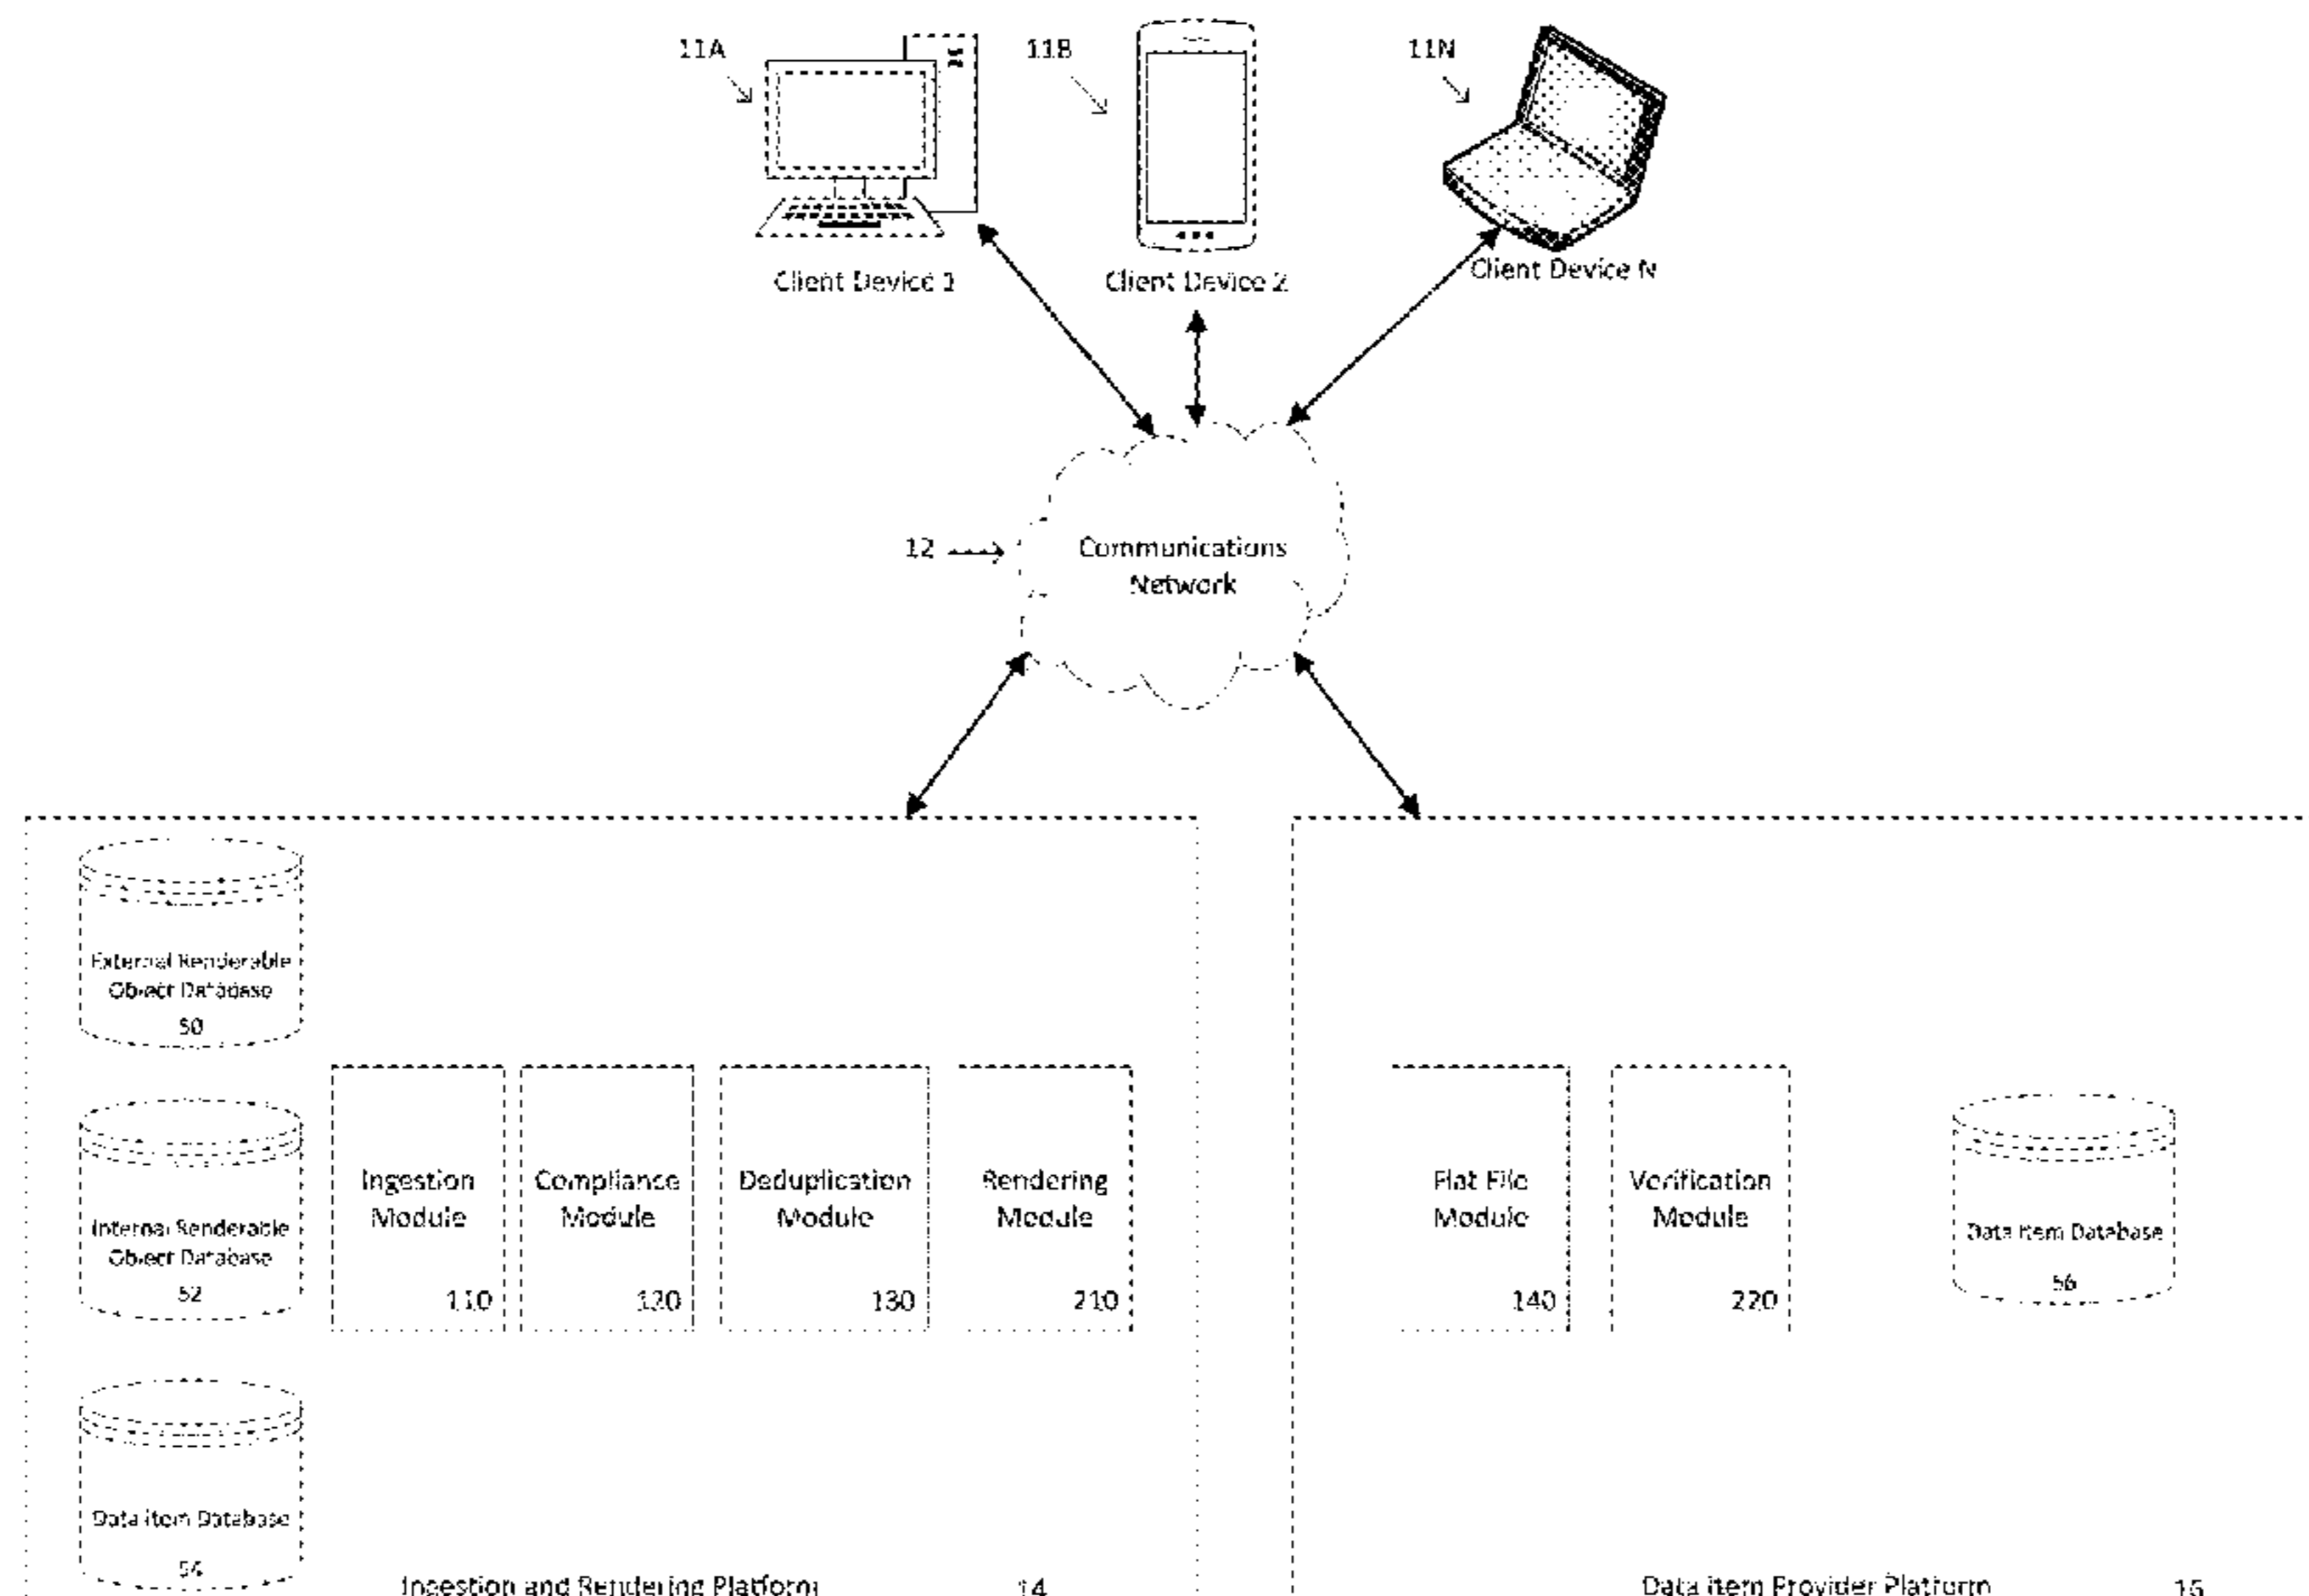 11A
11B
11N
Client Device 1
Client Device 2
Client Device N
12
Communications
Network
External Renderable
Object Database
50
Internal Renderable
Object Database
52
Ingestion
Module
110
Compliance
Module
120
Deduplication
Module
130
Rendering
Module
210
Flat File
Module
140
Verification
Module
220
Data Item Database
56
Data Item Database
54
Ingestion and Rendering Platform
14
Data Item Provider Platform